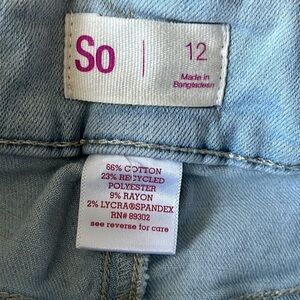 So | 12
Made in
Bangladesh
66% COTTON
23% RECYCLED
POLYESTER
9% RAYON
2% LYCRA®SPANDEX
RN# 89302
see reverse for care